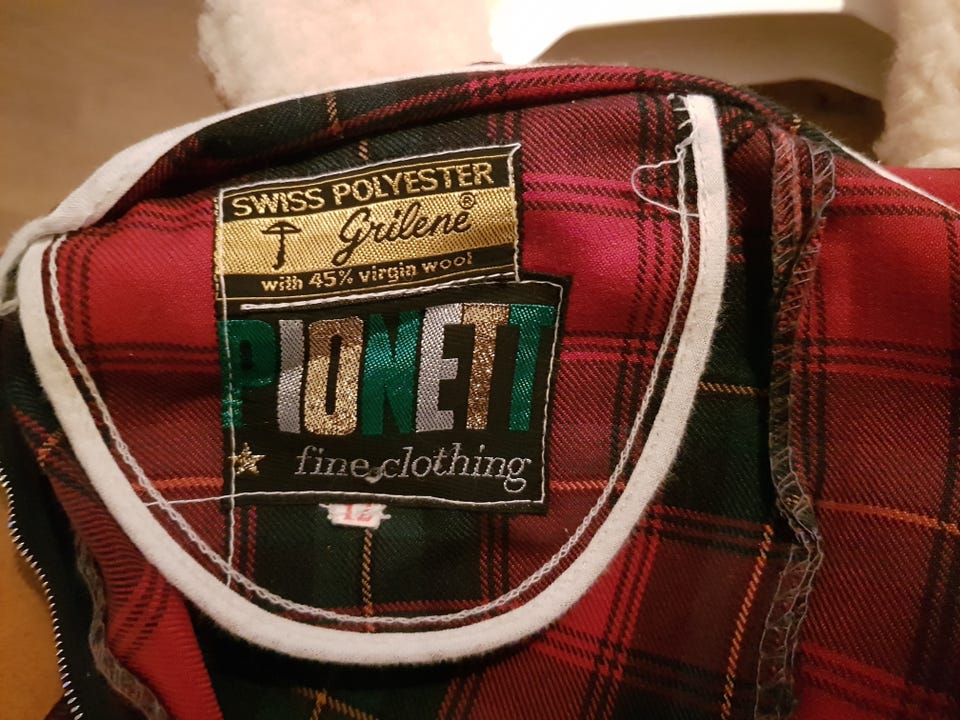 SWISS POLYESTER
Grilene®
with 45% virgin wool
PIONETT
fine clothing
12